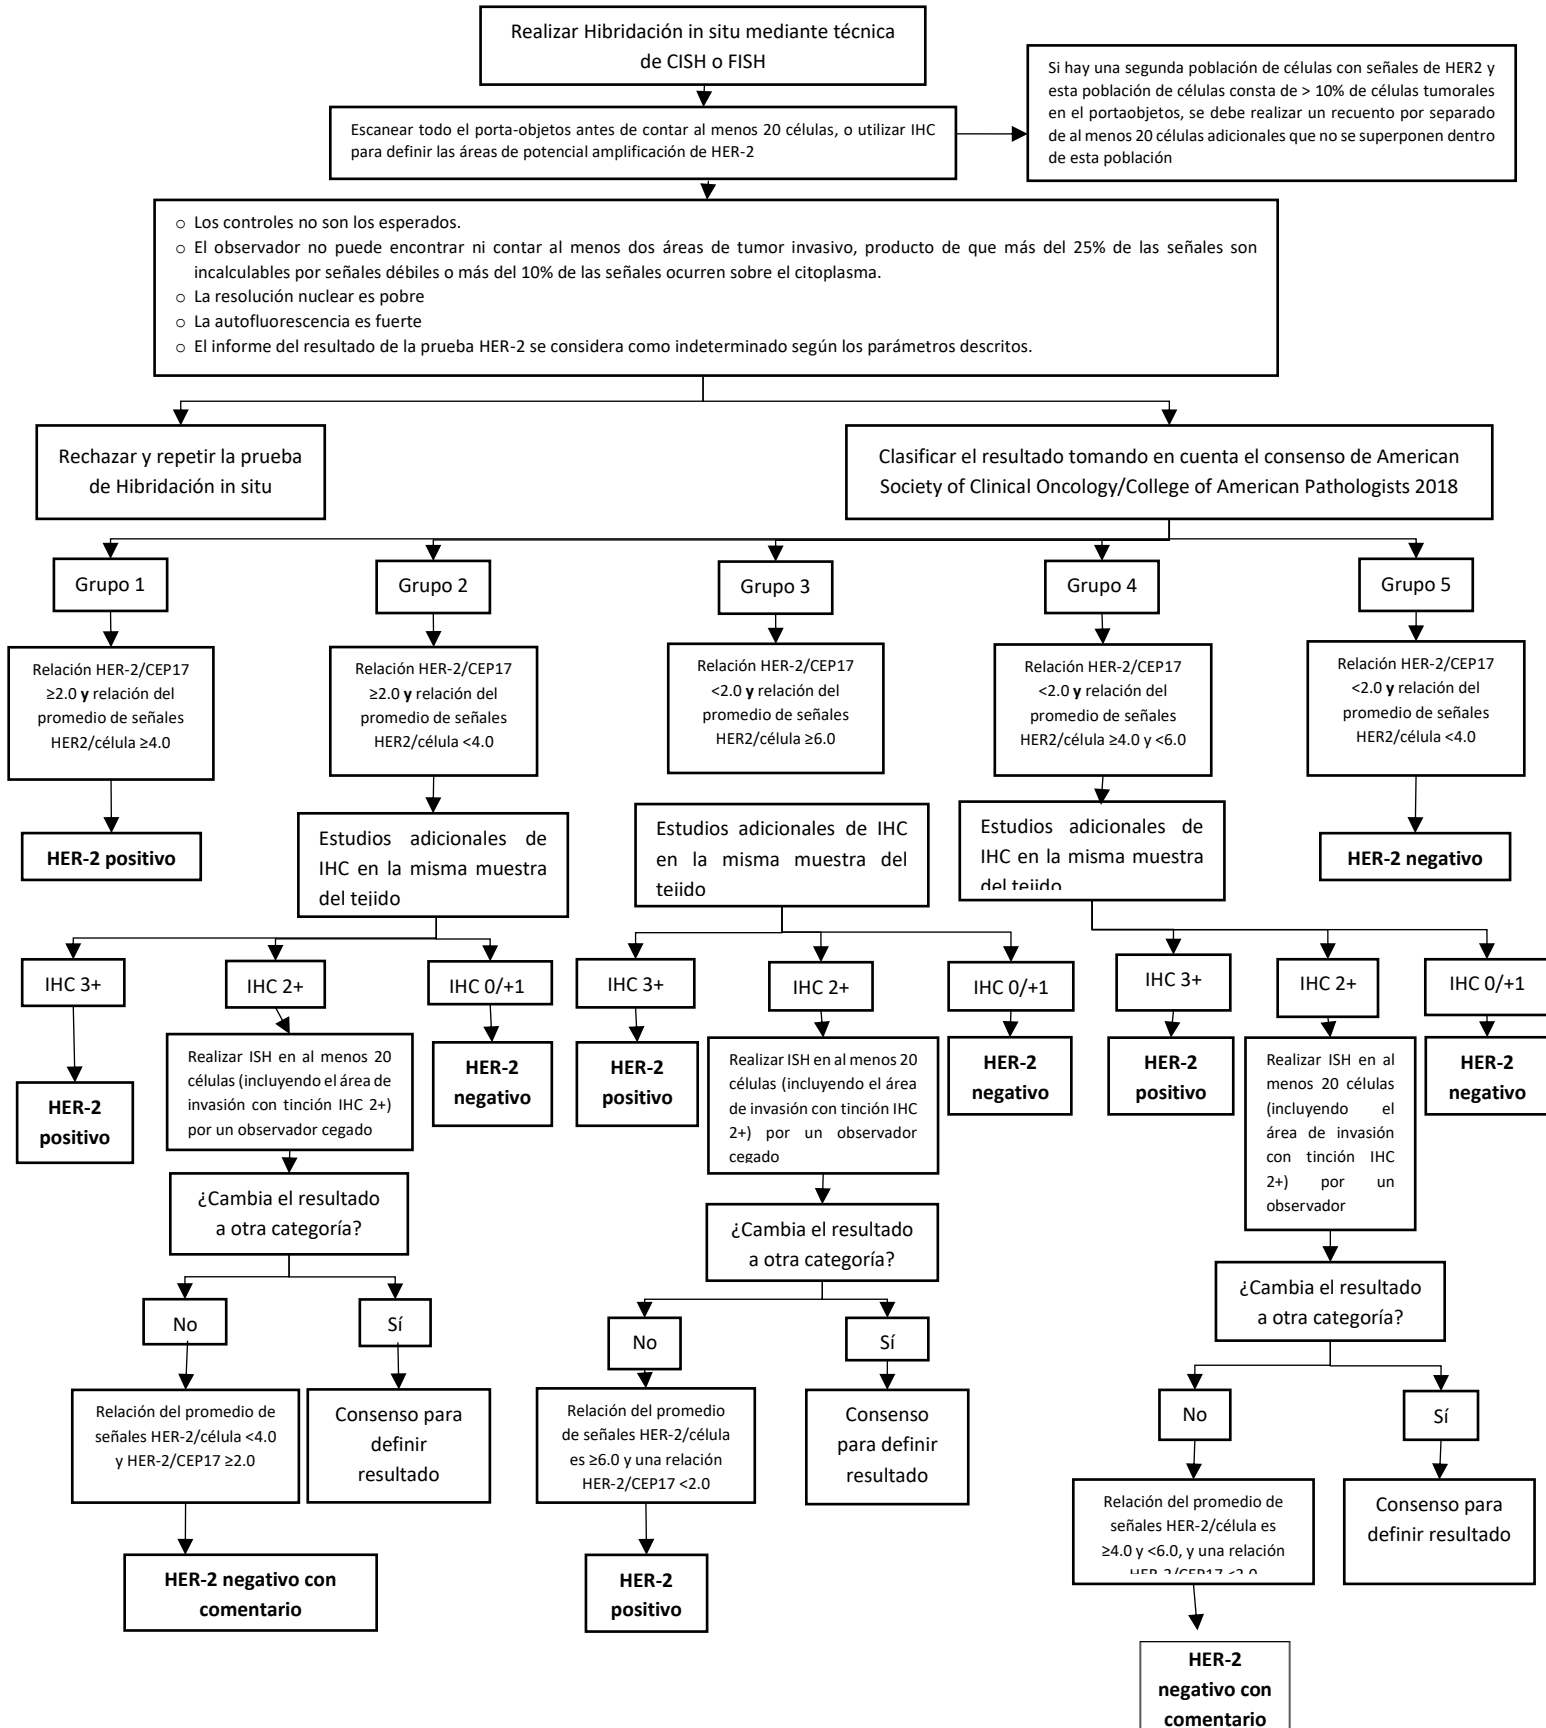 Realizar Hibridación in situ mediante técnica
de CISH o FISH
Si hay una segunda población de células con señales de HER2 y
esta población de células consta de > 10% de células tumorales
en el portaobjetos, se debe realizar un recuento por separado
de al menos 20 células adicionales que no se superponen dentro
de esta población
Escanear todo el porta-objetos antes de contar al menos 20 células, o utilizar IHC
para definir las áreas de potencial amplificación de HER-2
○ Los controles no son los esperados.
○ El observador no puede encontrar ni contar al menos dos áreas de tumor invasivo, producto de que más del 25% de las señales son
incalculables por señales débiles o más del 10% de las señales ocurren sobre el citoplasma.
○ La resolución nuclear es pobre
○ La autofluorescencia es fuerte
○ El informe del resultado de la prueba HER-2 se considera como indeterminado según los parámetros descritos.
Rechazar y repetir la prueba
de Hibridación in situ
Clasificar el resultado tomando en cuenta el consenso de American
Society of Clinical Oncology/College of American Pathologists 2018
Grupo 1
Grupo 2
Grupo 3
Grupo 4
Grupo 5
Relación HER-2/CEP17
≥2.0 y relación del
promedio de señales
HER2/célula ≥4.0
Relación HER-2/CEP17
≥2.0 y relación del
promedio de señales
HER2/célula <4.0
Relación HER-2/CEP17
<2.0 y relación del
promedio de señales
HER2/célula ≥6.0
Relación HER-2/CEP17
<2.0 y relación del
promedio de señales
HER2/célula ≥4.0 y <6.0
Relación HER-2/CEP17
<2.0 y relación del
promedio de señales
HER2/célula <4.0
HER-2 positivo
Estudios adicionales de
IHC en la misma muestra
del tejido
Estudios adicionales de IHC
en la misma muestra del
tejido
Estudios adicionales de
IHC en la misma muestra
del tejido
HER-2 negativo
IHC 3+
IHC 2+
IHC 0/+1
IHC 3+
IHC 2+
IHC 0/+1
IHC 3+
IHC 2+
IHC 0/+1
HER-2
positivo
Realizar ISH en al menos 20
células (incluyendo el área de
invasión con tinción IHC 2+)
por un observador cegado
HER-2
negativo
HER-2
positivo
Realizar ISH en al menos 20
células (incluyendo el área
de invasión con tinción IHC
2+) por un observador
cegado
HER-2
negativo
HER-2
positivo
Realizar ISH en al
menos 20 células
(incluyendo el
área de invasión
con tinción IHC
2+) por un
observador
HER-2
negativo
¿Cambia el resultado
a otra categoría?
¿Cambia el resultado
a otra categoría?
¿Cambia el resultado
a otra categoría?
No
Sí
No
Sí
No
Sí
Relación del promedio de
señales HER-2/célula <4.0
y HER-2/CEP17 ≥2.0
Consenso para
definir
resultado
Relación del promedio
de señales HER-2/célula
es ≥6.0 y una relación
HER-2/CEP17 <2.0
Consenso
para definir
resultado
Relación del promedio de
señales HER-2/célula es
≥4.0 y <6.0, y una relación
HER-2/CEP17 <2.0
Consenso para
definir resultado
HER-2 negativo con
comentario
HER-2
positivo
HER-2
negativo con
comentario